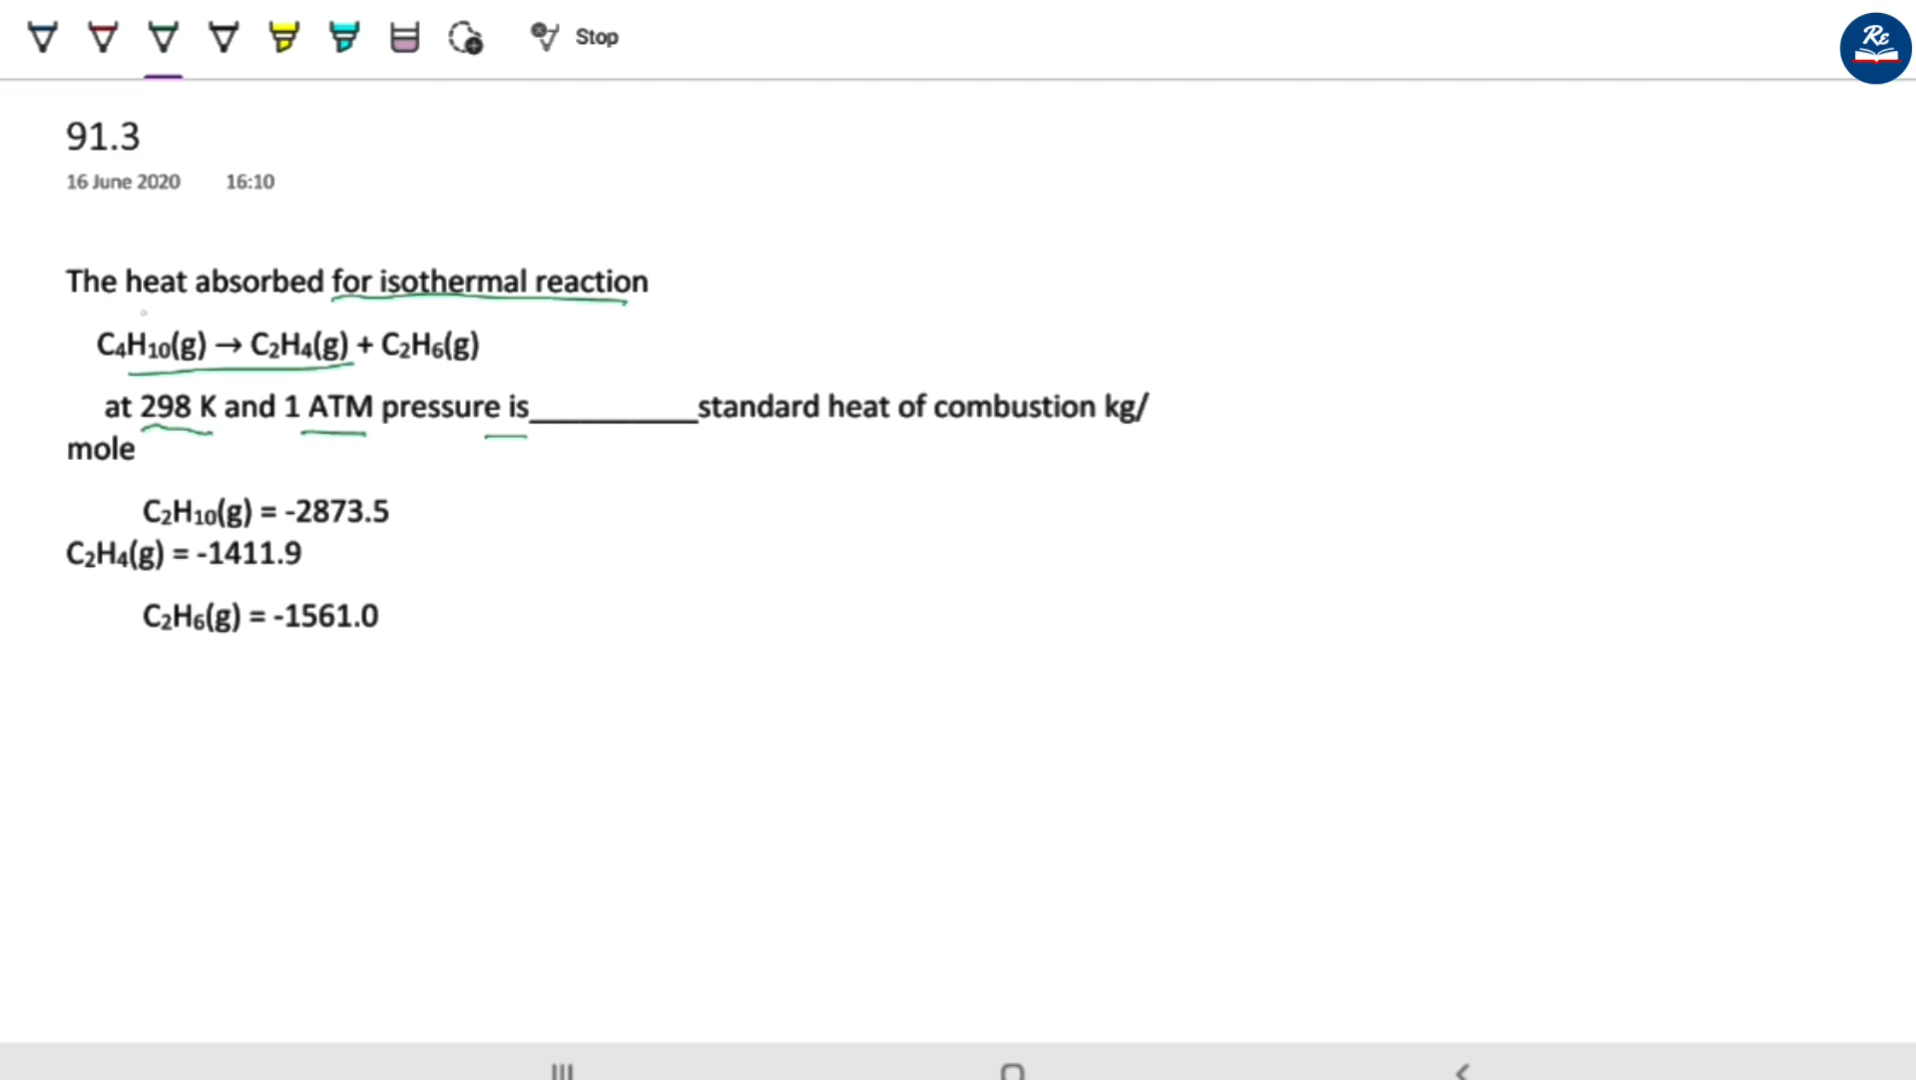 Stop
Rε
91.3
16 June 2020 16:10
The heat absorbed for isothermal reaction
C₄H₁₀(g) → C₂H₄(g) + C₂H₆(g)
at 298 K and 1 ATM pressure is__________standard heat of combustion kg/
mole
C₂H₁₀(g) = -2873.5
C₂H₄(g) = -1411.9
C₂H₆(g) = -1561.0